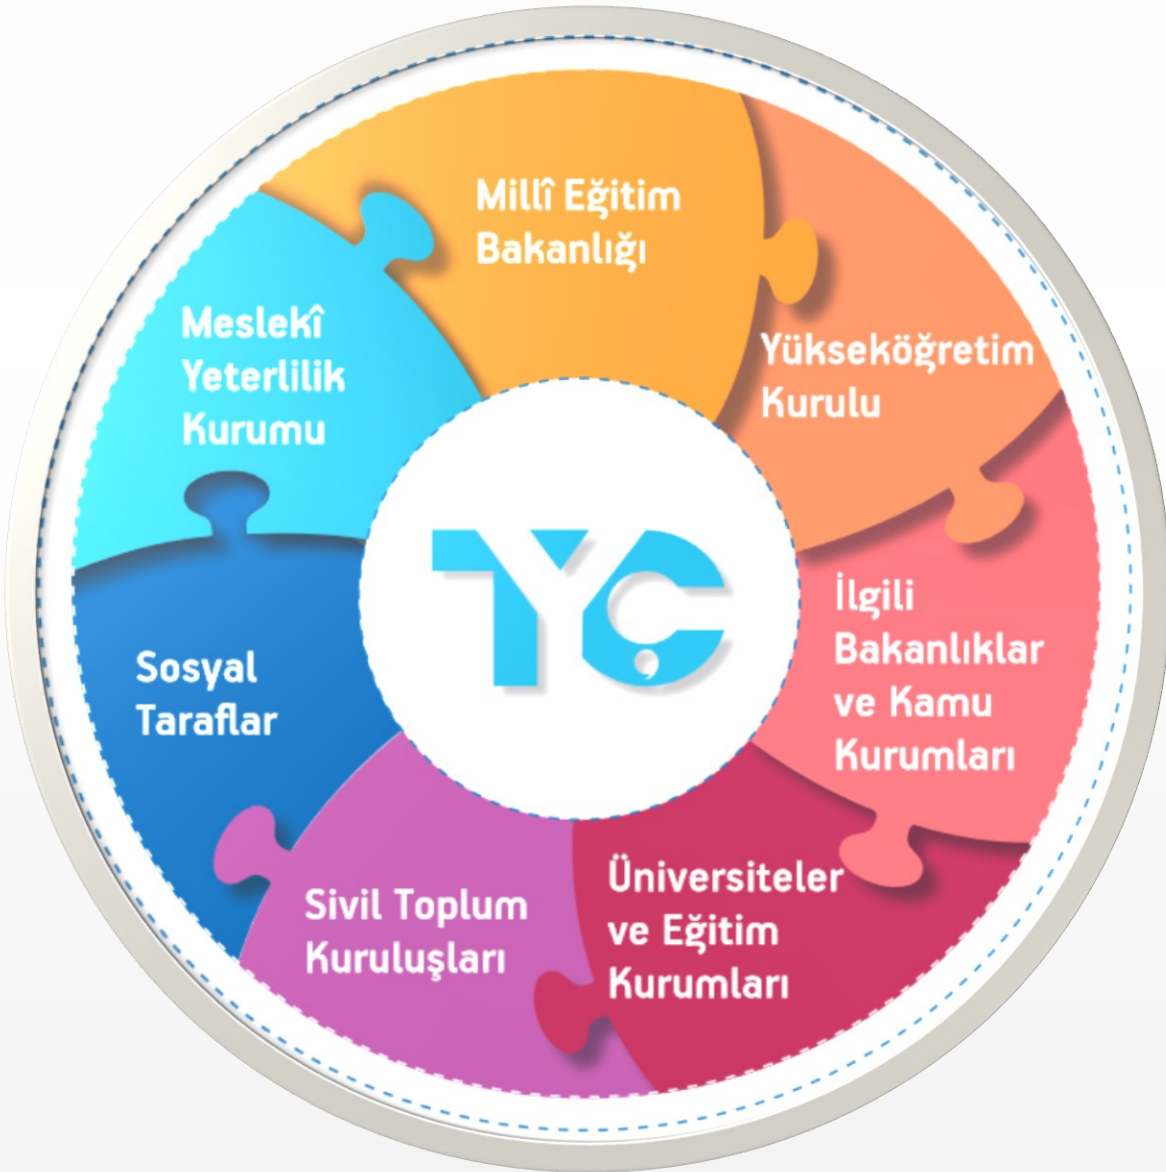 Millî Eğitim
Bakanlığı
Yükseköğretim
Kurulu
İlgili
Bakanlıklar
ve Kamu
Kurumları
Üniversiteler
ve Eğitim
Kurumları
Sivil Toplum
Kuruluşları
Sosyal
Taraflar
Meslekî
Yeterlilik
Kurumu
TYÇ